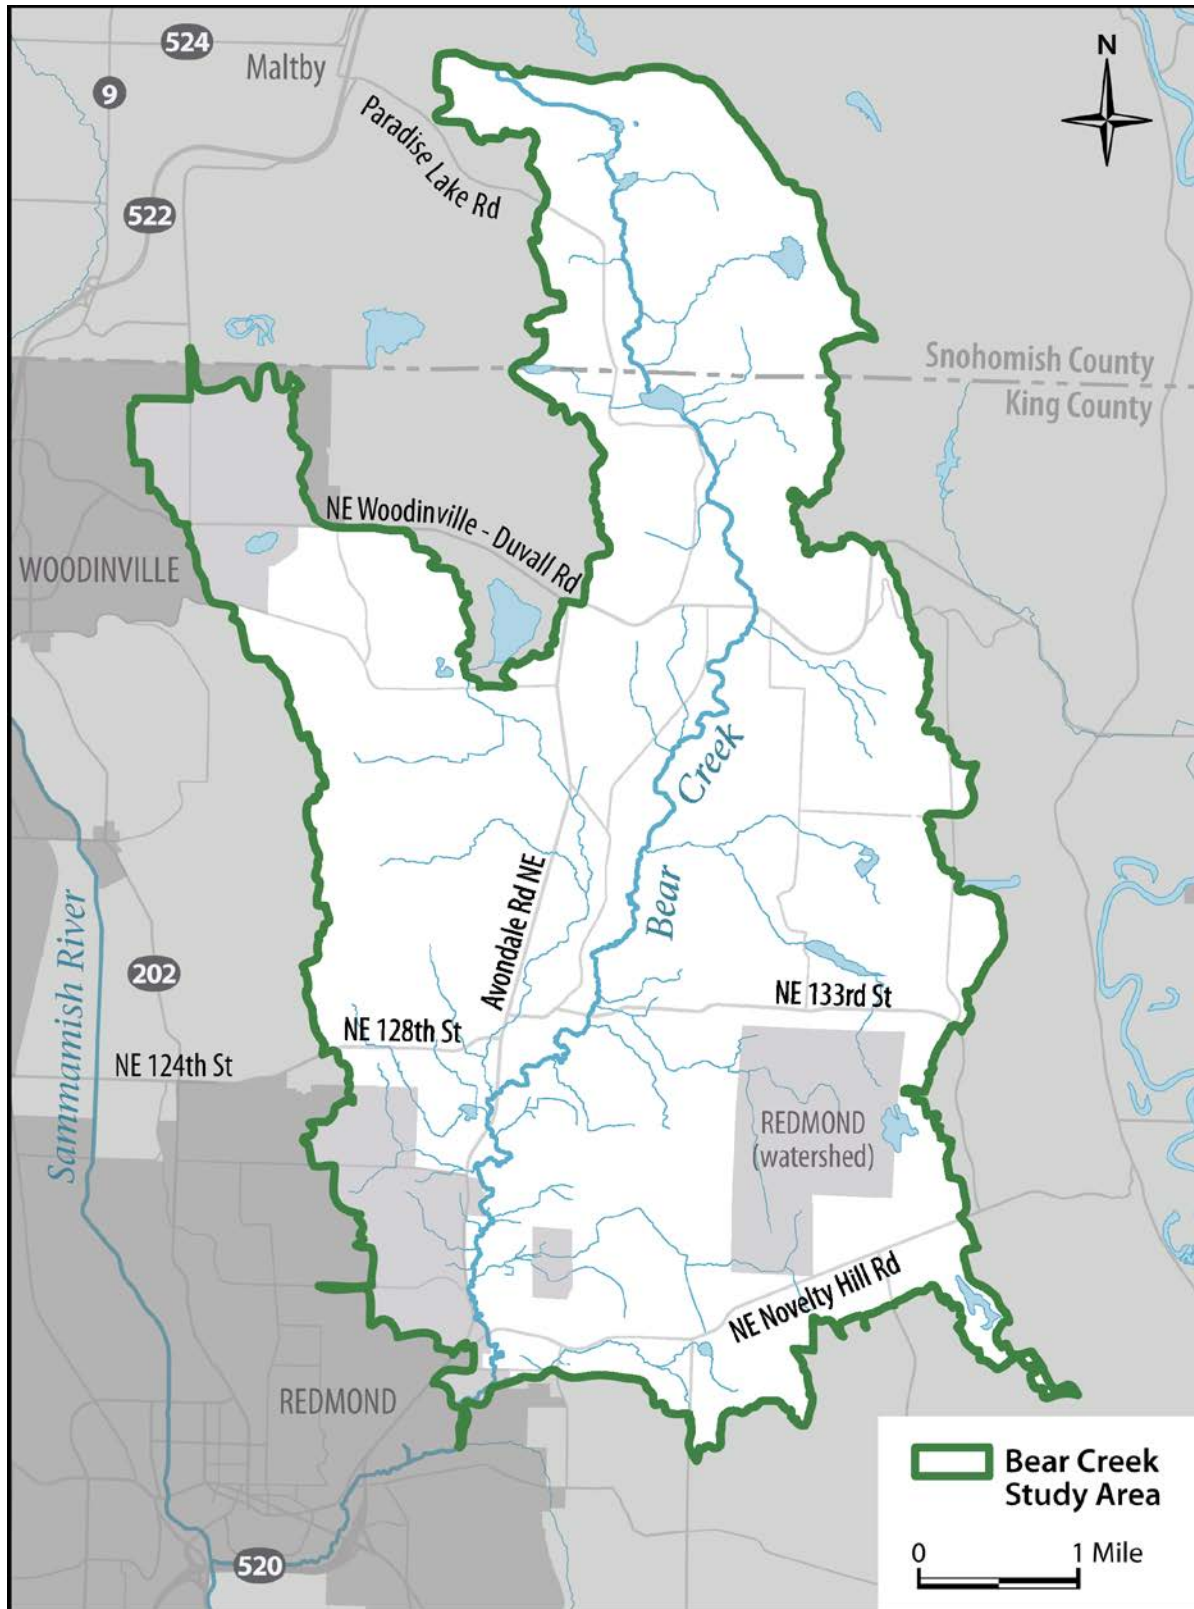 524
Maltby
N
9
Paradise Lake Rd
522
Snohomish County
King County
NE Woodinville - Duvall Rd
WOODINVILLE
Creek
Bear
Avondale Rd NE
Sammamish River
202
NE 133rd St
NE 128th St
NE 124th St
REDMOND
(watershed)
NE Novelty Hill Rd
REDMOND
Bear Creek
Study Area
0 1 Mile
520